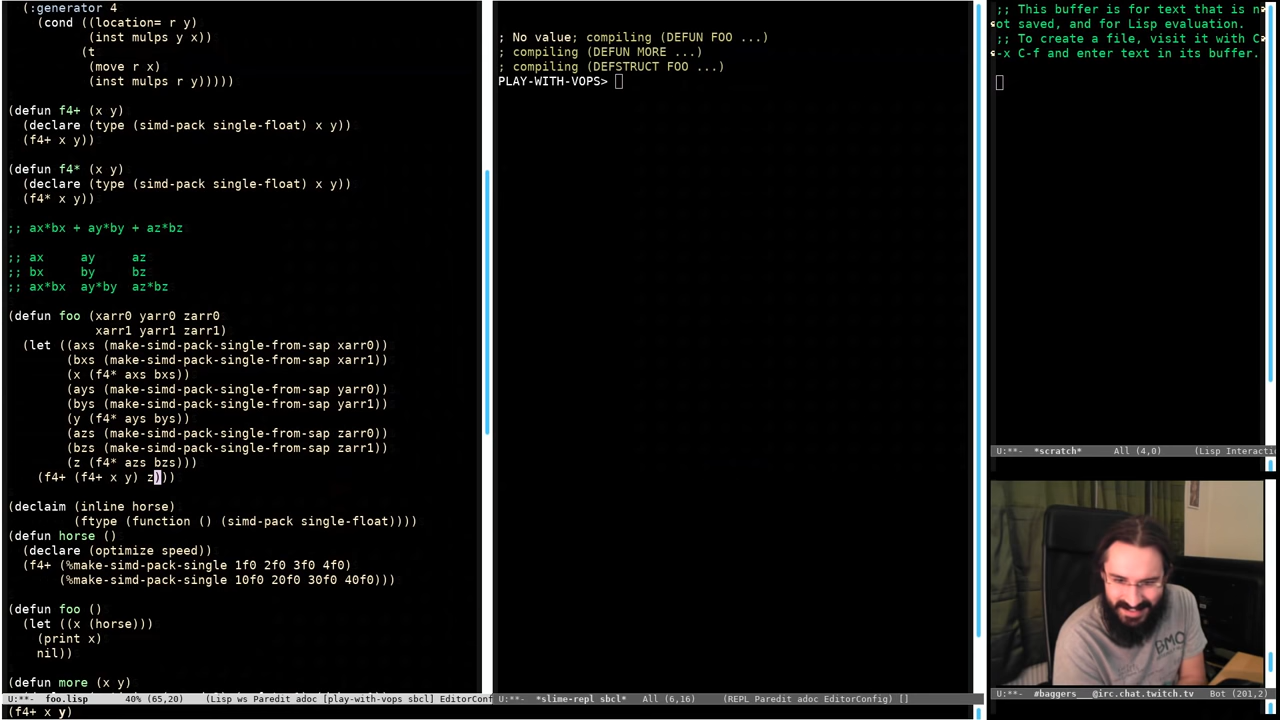 (:generator 4
(cond ((location= r y)
(inst mulps y x))
(t
(move r x)
(inst mulps r y)))))
(defun f4+ (x y)
(declare (type (simd-pack single-float) x y))
(f4+ x y))
(defun f4* (x y)
(declare (type (simd-pack single-float) x y))
(f4* x y))
;; ax*bx + ay*by + az*bz
;; ax     ay     az
;; bx     by     bz
;; ax*bx  ay*by  az*bz
(defun foo (xarr0 yarr0 zarr0
xarr1 yarr1 zarr1)
(let ((axs (make-simd-pack-single-from-sap xarr0))
(bxs (make-simd-pack-single-from-sap xarr1))
(x (f4* axs bxs))
(ays (make-simd-pack-single-from-sap yarr0))
(bys (make-simd-pack-single-from-sap yarr1))
(y (f4* ays bys))
(azs (make-simd-pack-single-from-sap zarr0))
(bzs (make-simd-pack-single-from-sap zarr1))
(z (f4* azs bzs)))
(f4+ (f4+ x y) z)))
(declaim (inline horse)
(ftype (function () (simd-pack single-float))))
(defun horse ()
(declare (optimize speed))
(f4+ (%make-simd-pack-single 1f0 2f0 3f0 4f0)
(%make-simd-pack-single 10f0 20f0 30f0 40f0)))
(defun foo ()
(let ((x (horse)))
(print x)
nil))
(defun more (x y)
U:**-  foo.lisp      40% (65,20)    (Lisp ws Paredit adoc [play-with-vops sbcl] EditorConf
(f4+ x y)
; No value; compiling (DEFUN FOO ...)
; compiling (DEFUN MORE ...)
; compiling (DEFSTRUCT FOO ...)
PLAY-WITH-VOPS>
U:**-  *slime-repl sbcl*   All (6,16)     (REPL Paredit adoc EditorConfig) []
;; This buffer is for text that is n
ot saved, and for Lisp evaluation.
;; To create a file, visit it with C
-x C-f and enter text in its buffer.
U:**-  *scratch*      All (4,0)      (Lisp Interacti
BMO
U:**-  #baggers___@irc.chat.twitch.tv   Bot (201,2)